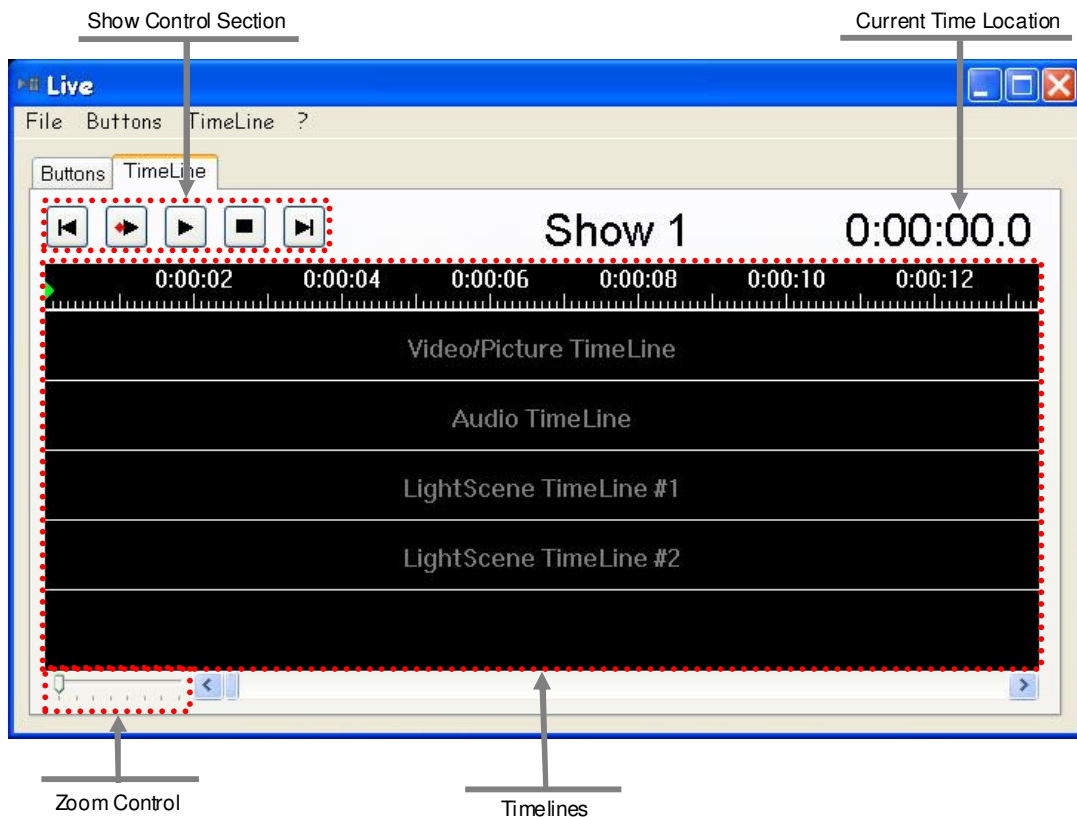 Show Control Section
Current Time Location
Live
File Buttons TimeLine ?
Buttons TimeLine
Show 1 0:00:00.0
0:00:02 0:00:04 0:00:06 0:00:08 0:00:10 0:00:12
Video/Picture TimeLine
Audio TimeLine
LightScene TimeLine #1
LightScene TimeLine #2
Zoom Control
Timelines